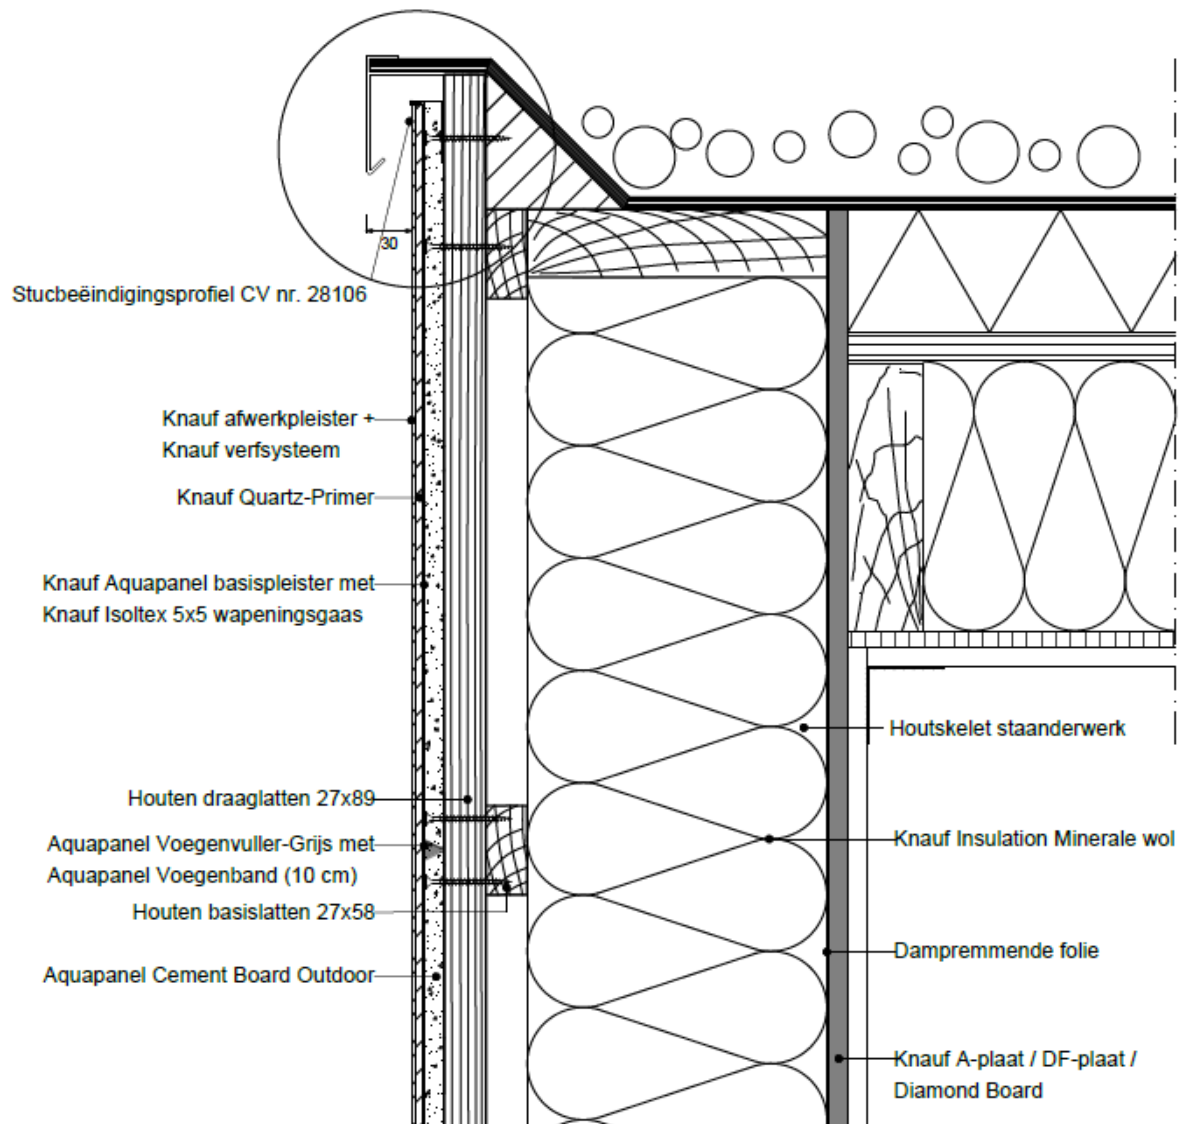 30
Stucbeëindigingsprofiel CV nr. 28106
Knauf afwerkpleister +
Knauf verfsysteem
Knauf Quartz-Primer
Knauf Aquapanel basispleister met
Knauf Isoltex 5x5 wapeningsgaas
Houtskelet staanderwerk
Houten draaglatten 27x89
Aquapanel Voegenvuller-Grijs met
Aquapanel Voegenband (10 cm)
Knauf Insulation Minerale wol
Houten basislatten 27x58
Dampremmende folie
Aquapanel Cement Board Outdoor
Knauf A-plaat / DF-plaat /
Diamond Board